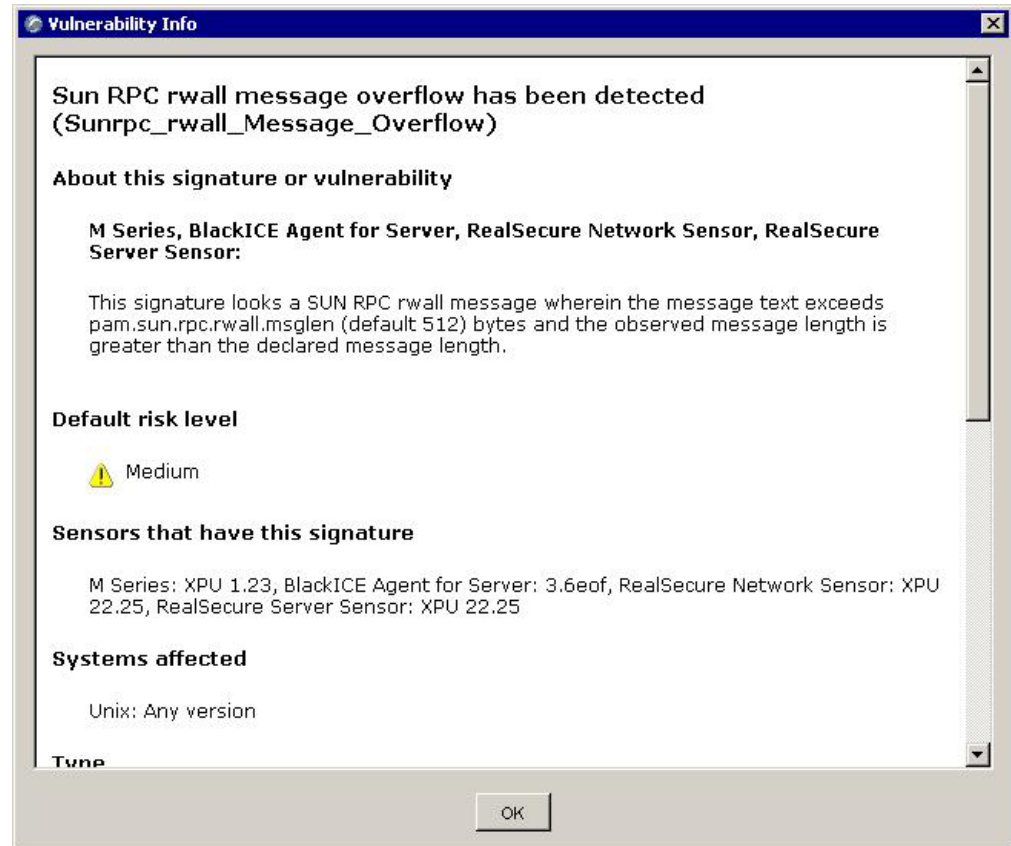 Vulnerability Info
Sun RPC rwall message overflow has been detected
(Sunrpc_rwall_Message_Overflow)
About this signature or vulnerability
M Series, BlackICE Agent for Server, RealSecure Network Sensor, RealSecure
Server Sensor:
This signature looks a SUN RPC rwall message wherein the message text exceeds
pam.sun.rpc.rwall.msglen (default 512) bytes and the observed message length is
greater than the declared message length.
Default risk level
Medium
Sensors that have this signature
M Series: XPU 1.23, BlackICE Agent for Server: 3.6eof, RealSecure Network Sensor: XPU
22.25, RealSecure Server Sensor: XPU 22.25
Systems affected
Unix: Any version
Type
OK